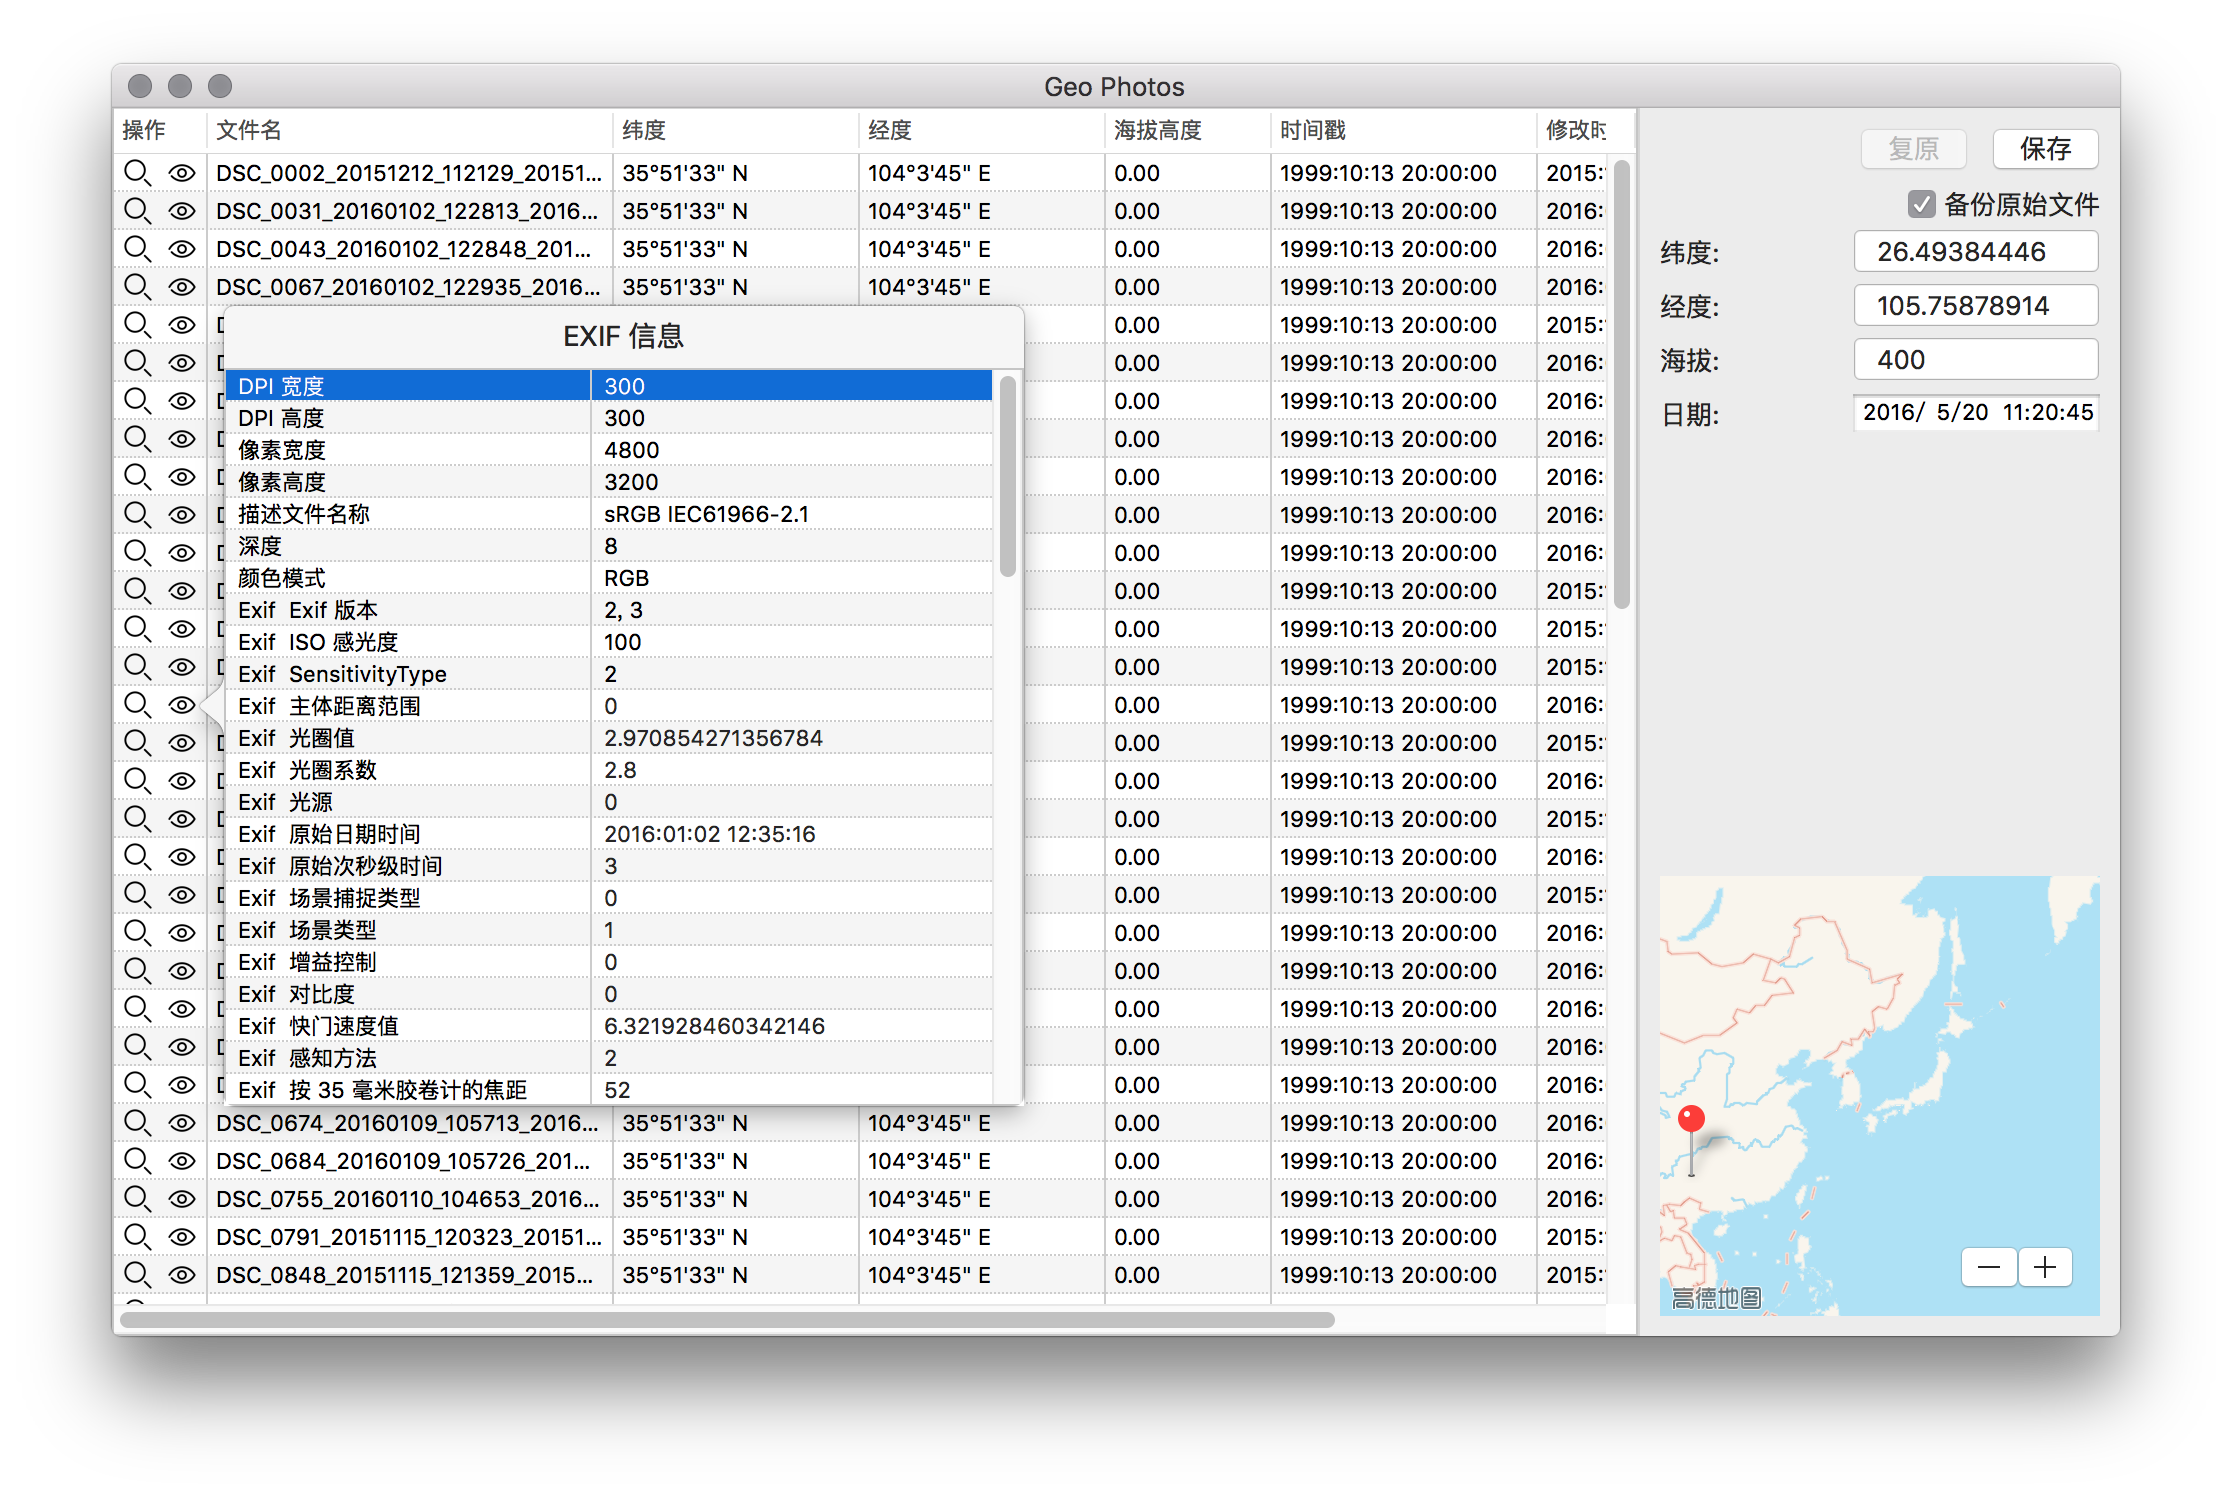 Geo Photos
操作 文件名 纬度 经度 海拔高度 时间戳 修改时
DSC_0002_20151212_112129_20151... 35°51'33" N 104°3'45" E 0.00 1999:10:13 20:00:00 2015:
DSC_0031_20160102_122813_2016... 35°51'33" N 104°3'45" E 0.00 1999:10:13 20:00:00 2016:
DSC_0043_20160102_122848_201... 35°51'33" N 104°3'45" E 0.00 1999:10:13 20:00:00 2016:
DSC_0067_20160102_122935_2016... 35°51'33" N 104°3'45" E 0.00 1999:10:13 20:00:00 2016:
0.00 1999:10:13 20:00:00 2015:
0.00 1999:10:13 20:00:00 2016:
0.00 1999:10:13 20:00:00 2016:
0.00 1999:10:13 20:00:00 2016:
0.00 1999:10:13 20:00:00 2016:
0.00 1999:10:13 20:00:00 2016:
0.00 1999:10:13 20:00:00 2016:
0.00 1999:10:13 20:00:00 2015:
0.00 1999:10:13 20:00:00 2015:
0.00 1999:10:13 20:00:00 2015:
0.00 1999:10:13 20:00:00 2016:
0.00 1999:10:13 20:00:00 2015:
0.00 1999:10:13 20:00:00 2016:
0.00 1999:10:13 20:00:00 2015:
0.00 1999:10:13 20:00:00 2016:
0.00 1999:10:13 20:00:00 2015:
0.00 1999:10:13 20:00:00 2016:
0.00 1999:10:13 20:00:00 2016:
0.00 1999:10:13 20:00:00 2016:
0.00 1999:10:13 20:00:00 2016:
0.00 1999:10:13 20:00:00 2016:
DSC_0674_20160109_105713_2016... 35°51'33" N 104°3'45" E 0.00 1999:10:13 20:00:00 2016:
DSC_0684_20160109_105726_201... 35°51'33" N 104°3'45" E 0.00 1999:10:13 20:00:00 2016:
DSC_0755_20160110_104653_2016... 35°51'33" N 104°3'45" E 0.00 1999:10:13 20:00:00 2016:
DSC_0791_20151115_120323_20151... 35°51'33" N 104°3'45" E 0.00 1999:10:13 20:00:00 2015:
DSC_0848_20151115_121359_2015... 35°51'33" N 104°3'45" E 0.00 1999:10:13 20:00:00 2015:
EXIF 信息
DPI 宽度 300
DPI 高度 300
像素宽度 4800
像素高度 3200
描述文件名称 sRGB IEC61966-2.1
深度 8
颜色模式 RGB
Exif Exif 版本 2, 3
Exif ISO 感光度 100
Exif SensitivityType 2
Exif 主体距离范围 0
Exif 光圈值 2.970854271356784
Exif 光圈系数 2.8
Exif 光源 0
Exif 原始日期时间 2016:01:02 12:35:16
Exif 原始次秒级时间 3
Exif 场景捕捉类型 0
Exif 场景类型 1
Exif 增益控制 0
Exif 对比度 0
Exif 快门速度值 6.321928460342146
Exif 感知方法 2
Exif 按 35 毫米胶卷计的焦距 52
复原 保存
备份原始文件
纬度: 26.49384446
经度: 105.75878914
海拔: 400
日期: 2016/ 5/20 11:20:45
高德地图